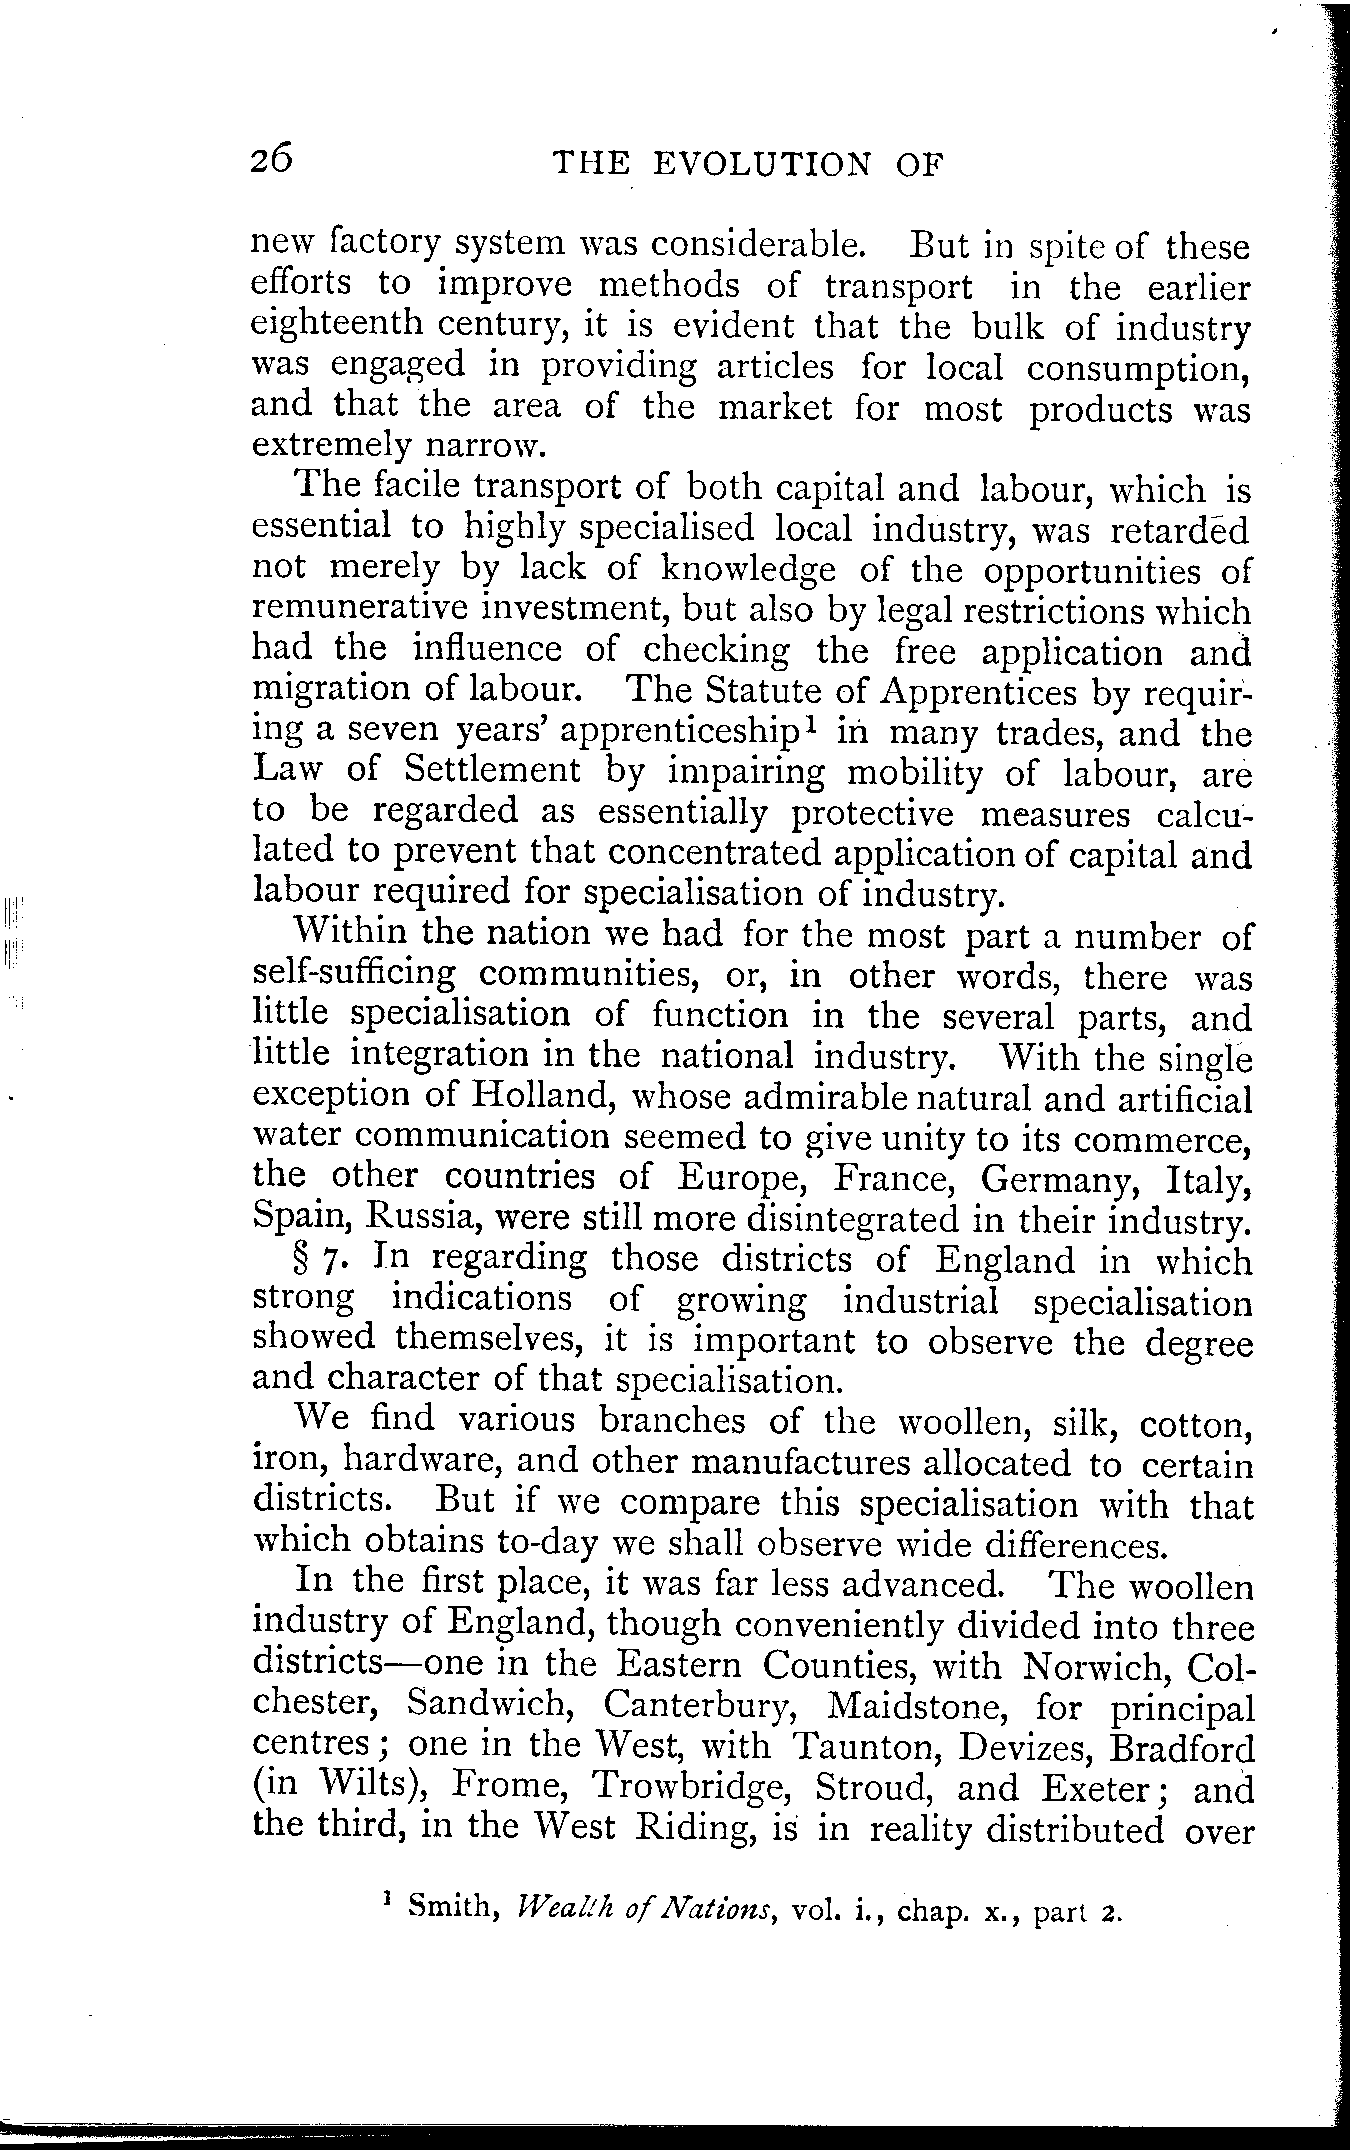 26 THE EVOLUTION OF
new factory system was considerable. But in spite of these
efforts to improve methods of transport in the earlier
eighteenth century, it is evident that the bulk of industry
was engaged in providing articles for local consumption,
and that the area of the market for most products was
extremely narrow.
The facile transport of both capital and labour, which is
essential to highly specialised local industry, was retarded
not merely by lack of knowledge of the opportunities of
remunerative investment, but also by legal restrictions which
had the influence of checking the free application and
migration of labour. The Statute of Apprentices by requir-
ing a seven years' apprenticeship¹ in many trades, and the
Law of Settlement by impairing mobility of labour, are
to be regarded as essentially protective measures calcu-
lated to prevent that concentrated application of capital and
labour required for specialisation of industry.
Within the nation we had for the most part a number of
self-sufficing communities, or, in other words, there was
little specialisation of function in the several parts, and
little integration in the national industry. With the single
exception of Holland, whose admirable natural and artificial
water communication seemed to give unity to its commerce,
the other countries of Europe, France, Germany, Italy,
Spain, Russia, were still more disintegrated in their industry.
§ 7. In regarding those districts of England in which
strong indications of growing industrial specialisation
showed themselves, it is important to observe the degree
and character of that specialisation.
We find various branches of the woollen, silk, cotton,
iron, hardware, and other manufactures allocated to certain
districts. But if we compare this specialisation with that
which obtains to-day we shall observe wide differences.
In the first place, it was far less advanced. The woollen
industry of England, though conveniently divided into three
districts—one in the Eastern Counties, with Norwich, Col-
chester, Sandwich, Canterbury, Maidstone, for principal
centres; one in the West, with Taunton, Devizes, Bradford
(in Wilts), Frome, Trowbridge, Stroud, and Exeter; and
the third, in the West Riding, is in reality distributed over
¹ Smith, Wealth of Nations, vol. i., chap. x., part 2.